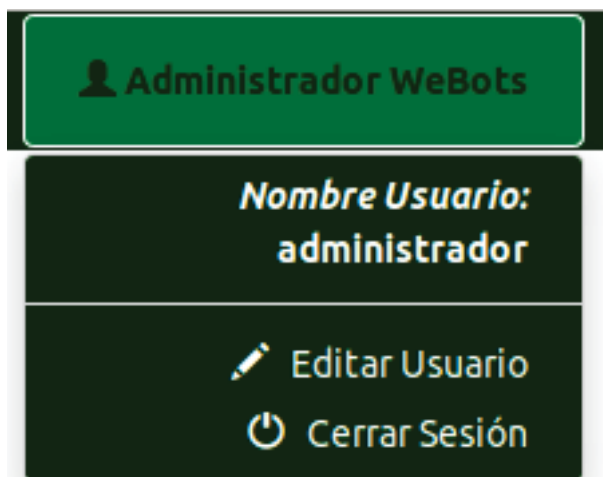 Administrador WeBots
Nombre Usuario:
administrador
Editar Usuario
Cerrar Sesión